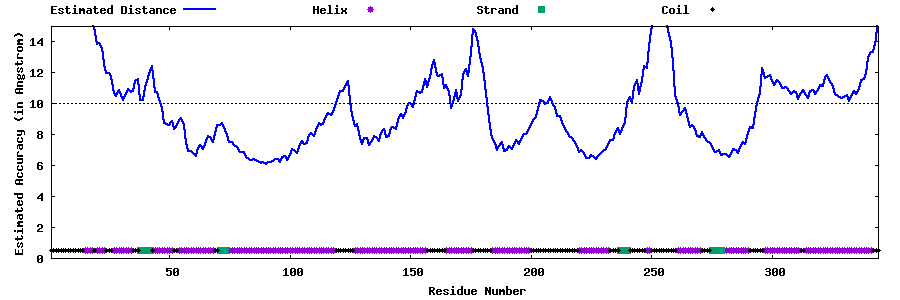 Estimated Distance Helix Strand Coil
Estimated Accuracy (in Angstrom)
14
12
10
8
6
4
2
0
50 100 150 200 250 300
Residue Number